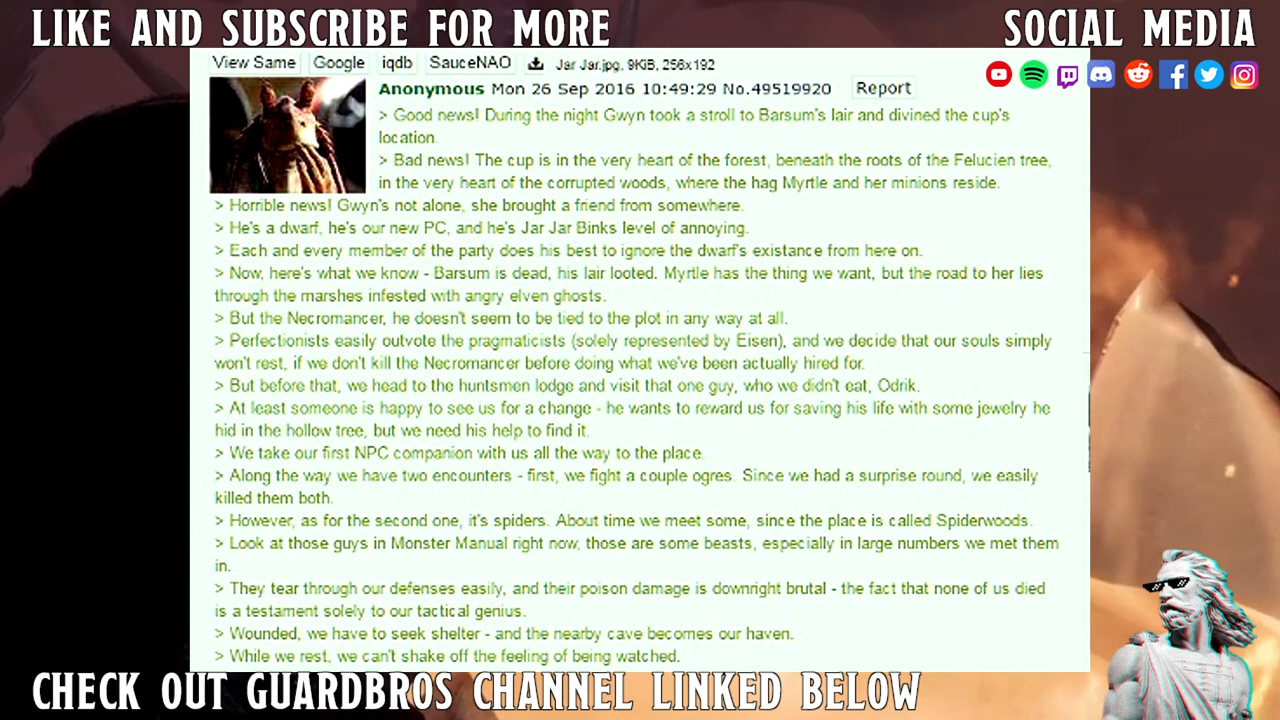 LIKE AND SUBSCRIBE FOR MORE
SOCIAL MEDIA
View Same Google iqdb SauceNAO Jar Jar.jpg, 9KiB, 256x192
Anonymous Mon 26 Sep 2016 10:49:29 No.49519920 Report
> Good news! During the night Gwyn took a stroll to Barsum's lair and divined the cup's
location.
> Bad news! The cup is in the very heart of the forest, beneath the roots of the Felucien tree,
in the very heart of the corrupted woods, where the hag Myrtle and her minions reside.
> Horrible news! Gwyn's not alone, she brought a friend from somewhere.
> He's a dwarf, he's our new PC, and he's Jar Jar Binks level of annoying.
> Each and every member of the party does his best to ignore the dwarf's existance from here on.
> Now, here's what we know - Barsum is dead, his lair looted. Myrtle has the thing we want, but the road to her lies
through the marshes infested with angry elven ghosts.
> But the Necromancer, he doesn't seem to be tied to the plot in any way at all.
> Perfectionists easily outvote the pragmaticists (solely represented by Eisen), and we decide that our souls simply
won't rest, if we don't kill the Necromancer before doing what we've been actually hired for.
> But before that, we head to the huntsmen lodge and visit that one guy, who we didn't eat, Odrik.
> At least someone is happy to see us for a change - he wants to reward us for saving his life with some jewelry he
hid in the hollow tree, but we need his help to find it.
> We take our first NPC companion with us all the way to the place.
> Along the way we have two encounters - first, we fight a couple ogres. Since we had a surprise round, we easily
killed them both.
> However, as for the second one, it's spiders. About time we meet some, since the place is called Spiderwoods.
> Look at those guys in Monster Manual right now, those are some beasts, especially in large numbers we met them
in.
> They tear through our defenses easily, and their poison damage is downright brutal - the fact that none of us died
is a testament solely to our tactical genius.
> Wounded, we have to seek shelter - and the nearby cave becomes our haven.
> While we rest, we can't shake off the feeling of being watched.
CHECK OUT GUARDBROS CHANNEL LINKED BELOW